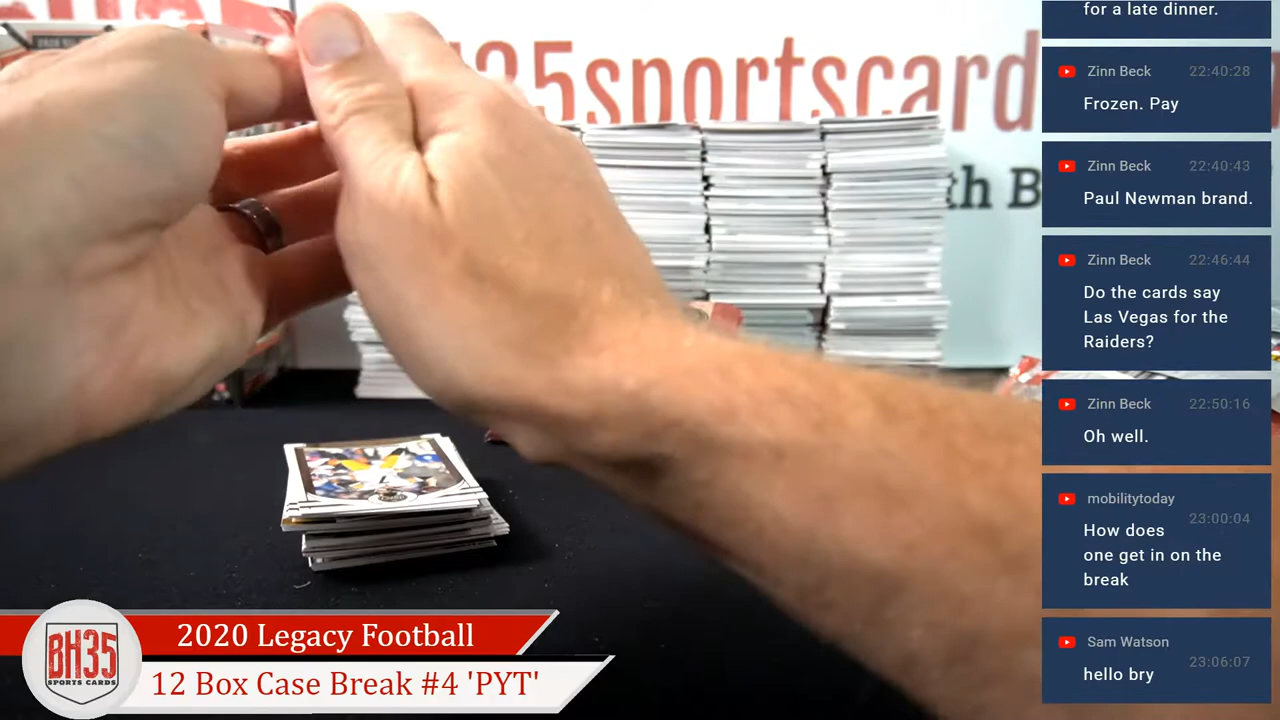 35sportscard
th B
for a late dinner.
Zinn Beck 22:40:28
Frozen. Pay
Zinn Beck 22:40:43
Paul Newman brand.
Zinn Beck 22:46:44
Do the cards say
Las Vegas for the
Raiders?
Zinn Beck 22:50:16
Oh well.
mobilitytoday 23:00:04
How does
one get in on the
break
Sam Watson 23:06:07
hello bry
BH35
SPORTS CARDS
2020 Legacy Football
12 Box Case Break #4 'PYT'